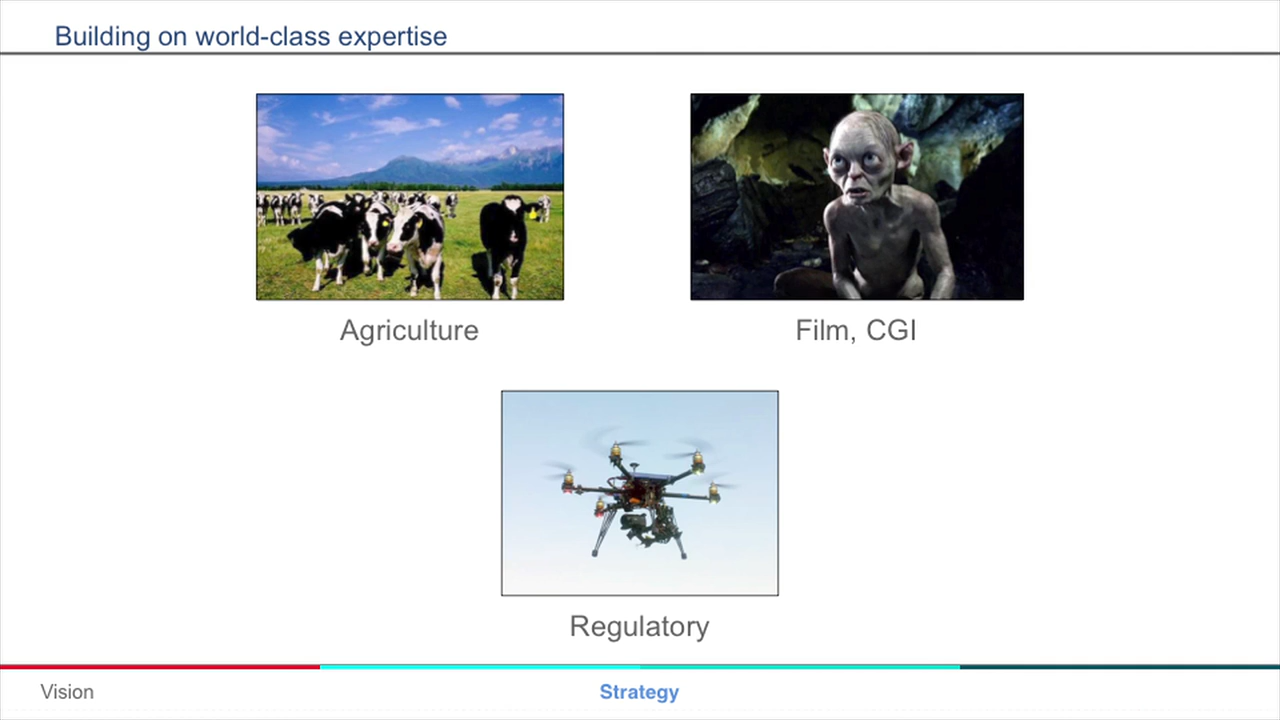 Building on world-class expertise
Agriculture
Film, CGI
Regulatory
Vision
Strategy